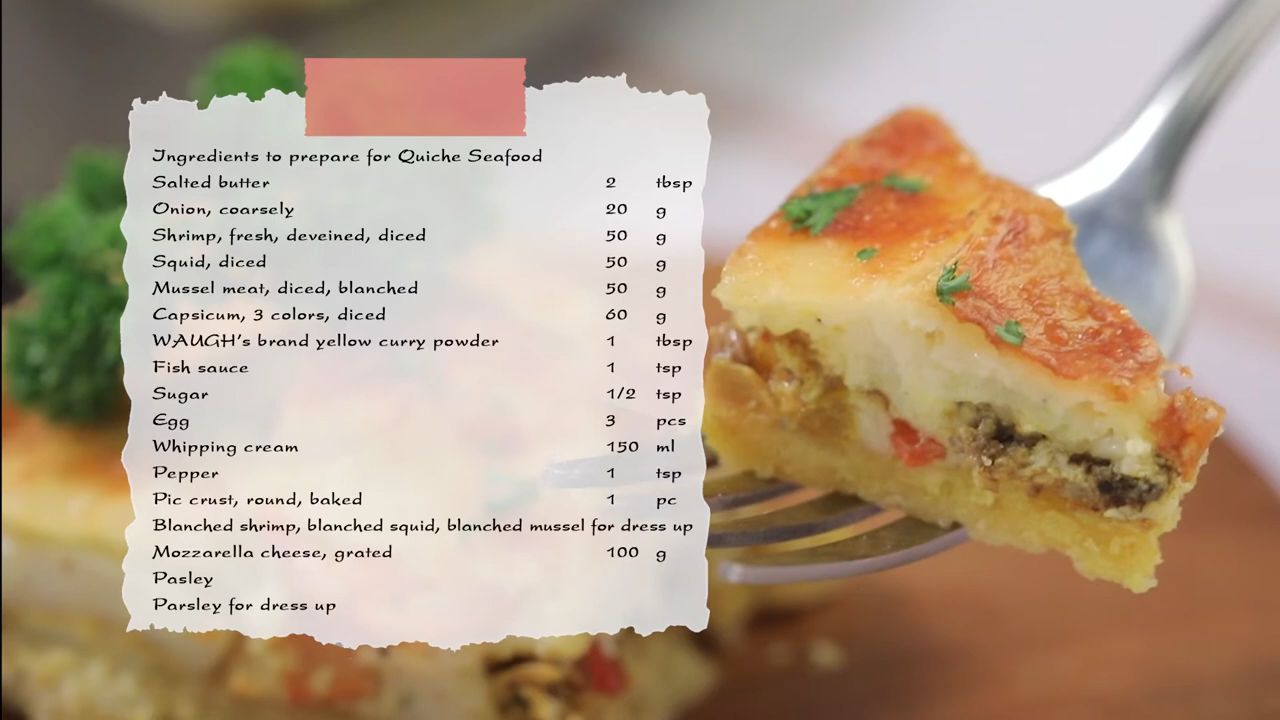 Ingredients to prepare for Quiche Seafood
Salted butter 2 tbsp
Onion, coarsely 20 g
Shrimp, fresh, deveined, diced 50 g
Squid, diced 50 g
Mussel meat, diced, blanched 50 g
Capsicum, 3 colors, diced 60 g
WAUGH's brand yellow curry powder 1 tbsp
Fish sauce 1 tsp
Sugar 1/2 tsp
Egg 3 pcs
Whipping cream 150 ml
Pepper 1 tsp
Pic crust, round, baked 1 pc
Blanched shrimp, blanched squid, blanched mussel for dress up
Mozzarella cheese, grated 100 g
Pasley
Parsley for dress up